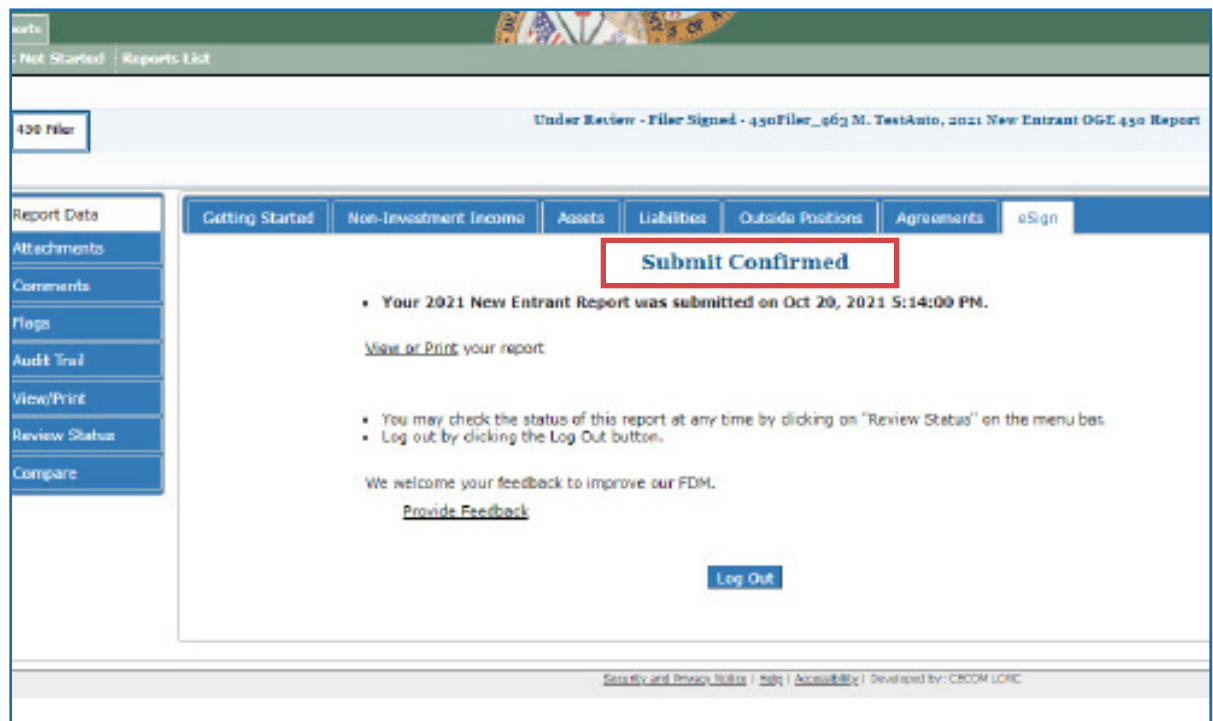 Not Started Reports List
450 Filer
Under Review - Filer Signed - 450Filer_963 M. TestAuto, 2021 New Entrant OGE 450 Report
Report Data
Attachments
Comments
Flags
Audit Trail
View/Print
Review Status
Compare
Getting Started Non-Investment Income Assets Liabilities Outside Positions Agreements eSign
Submit Confirmed
• Your 2021 New Entrant Report was submitted on Oct 20, 2021 5:14:00 PM.
View or Print your report
• You may check the status of this report at any time by clicking on "Review Status" on the menu bar.
• Log out by clicking the Log Out button.
We welcome your feedback to improve our FDM.
Provide Feedback
Log Out
Security and Privacy Notice | Help | Accessibility | Developed by: CECOM